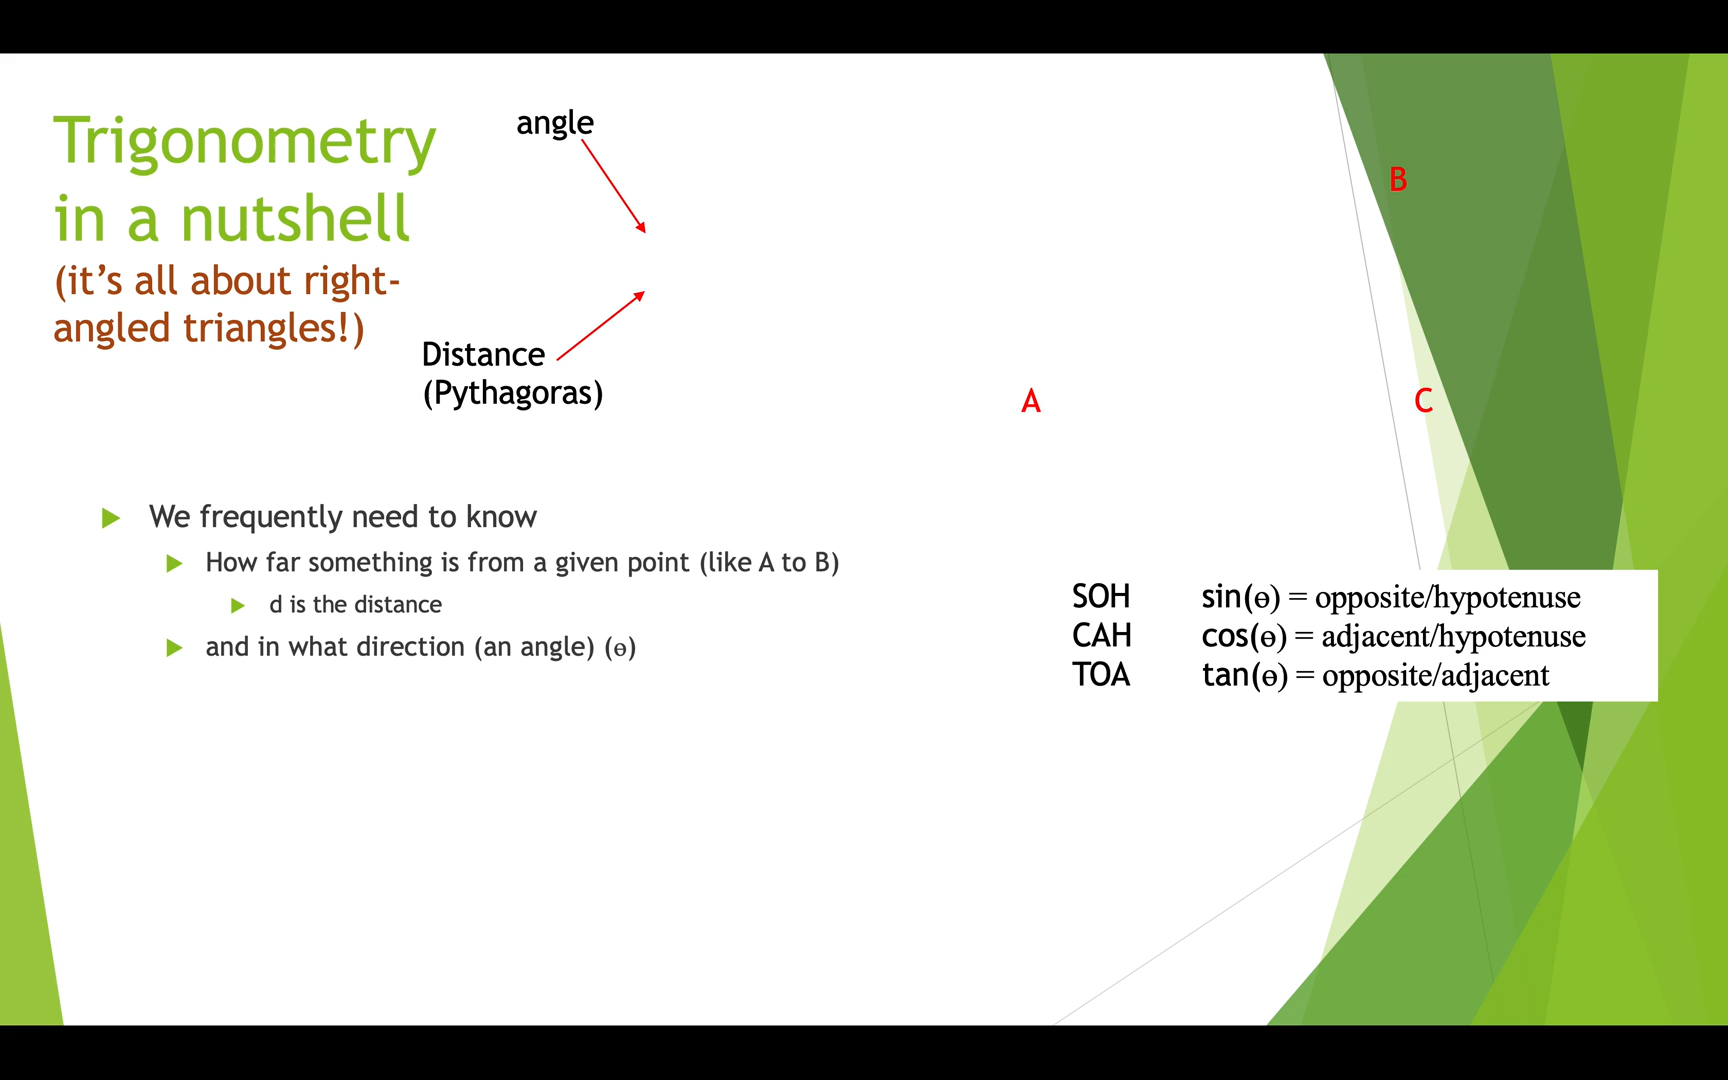 Trigonometry
in a nutshell
(it’s all about right-
angled triangles!)
angle
Distance
(Pythagoras)
B
A
C
We frequently need to know
How far something is from a given point (like A to B)
d is the distance
and in what direction (an angle) (ɵ)
SOH sin(ɵ) = opposite/hypotenuse
CAH cos(ɵ) = adjacent/hypotenuse
TOA tan(ɵ) = opposite/adjacent